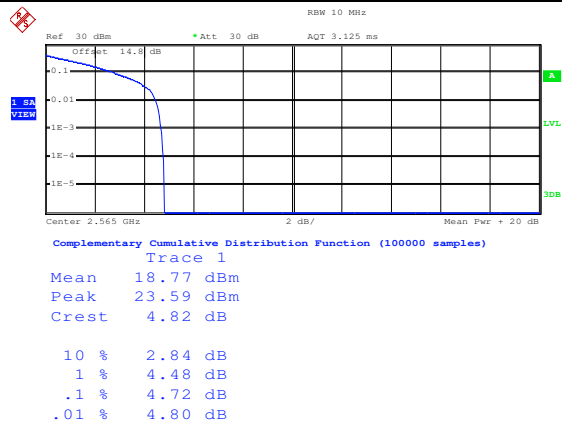 RBW 10 MHz
Ref 30 dBm *Att 30 dB AQT 3.125 ms
Offset 14.8 dB
0.1
A
0.01
1 SA
VIEW
LVL
1E-3
1E-4
1E-5
3DB
Center 2.565 GHz 2 dB/ Mean Pwr + 20 dB
Complementary Cumulative Distribution Function (100000 samples)
Trace 1
Mean 18.77 dBm
Peak 23.59 dBm
Crest 4.82 dB
10 % 2.84 dB
1 % 4.48 dB
.1 % 4.72 dB
.01 % 4.80 dB